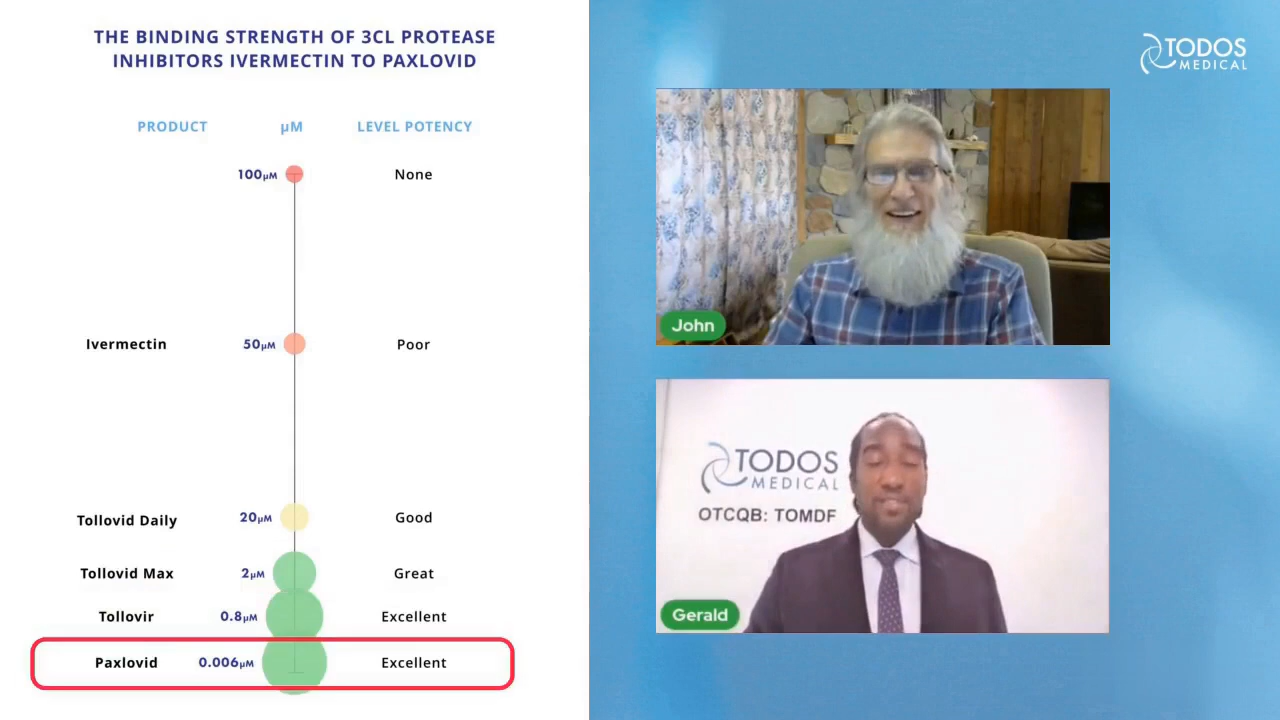 THE BINDING STRENGTH OF 3CL PROTEASE
INHIBITORS IVERMECTIN TO PAXLOVID
PRODUCT µM LEVEL POTENCY
100µM None
Ivermectin 50µM Poor
Tollovid Daily 20µM Good
Tollovid Max 2µM Great
Tollovir 0.8µM Excellent
Paxlovid 0.006µM Excellent
TODOS
MEDICAL
John
TODOS
MEDICAL
OTCQB: TOMDF
Gerald